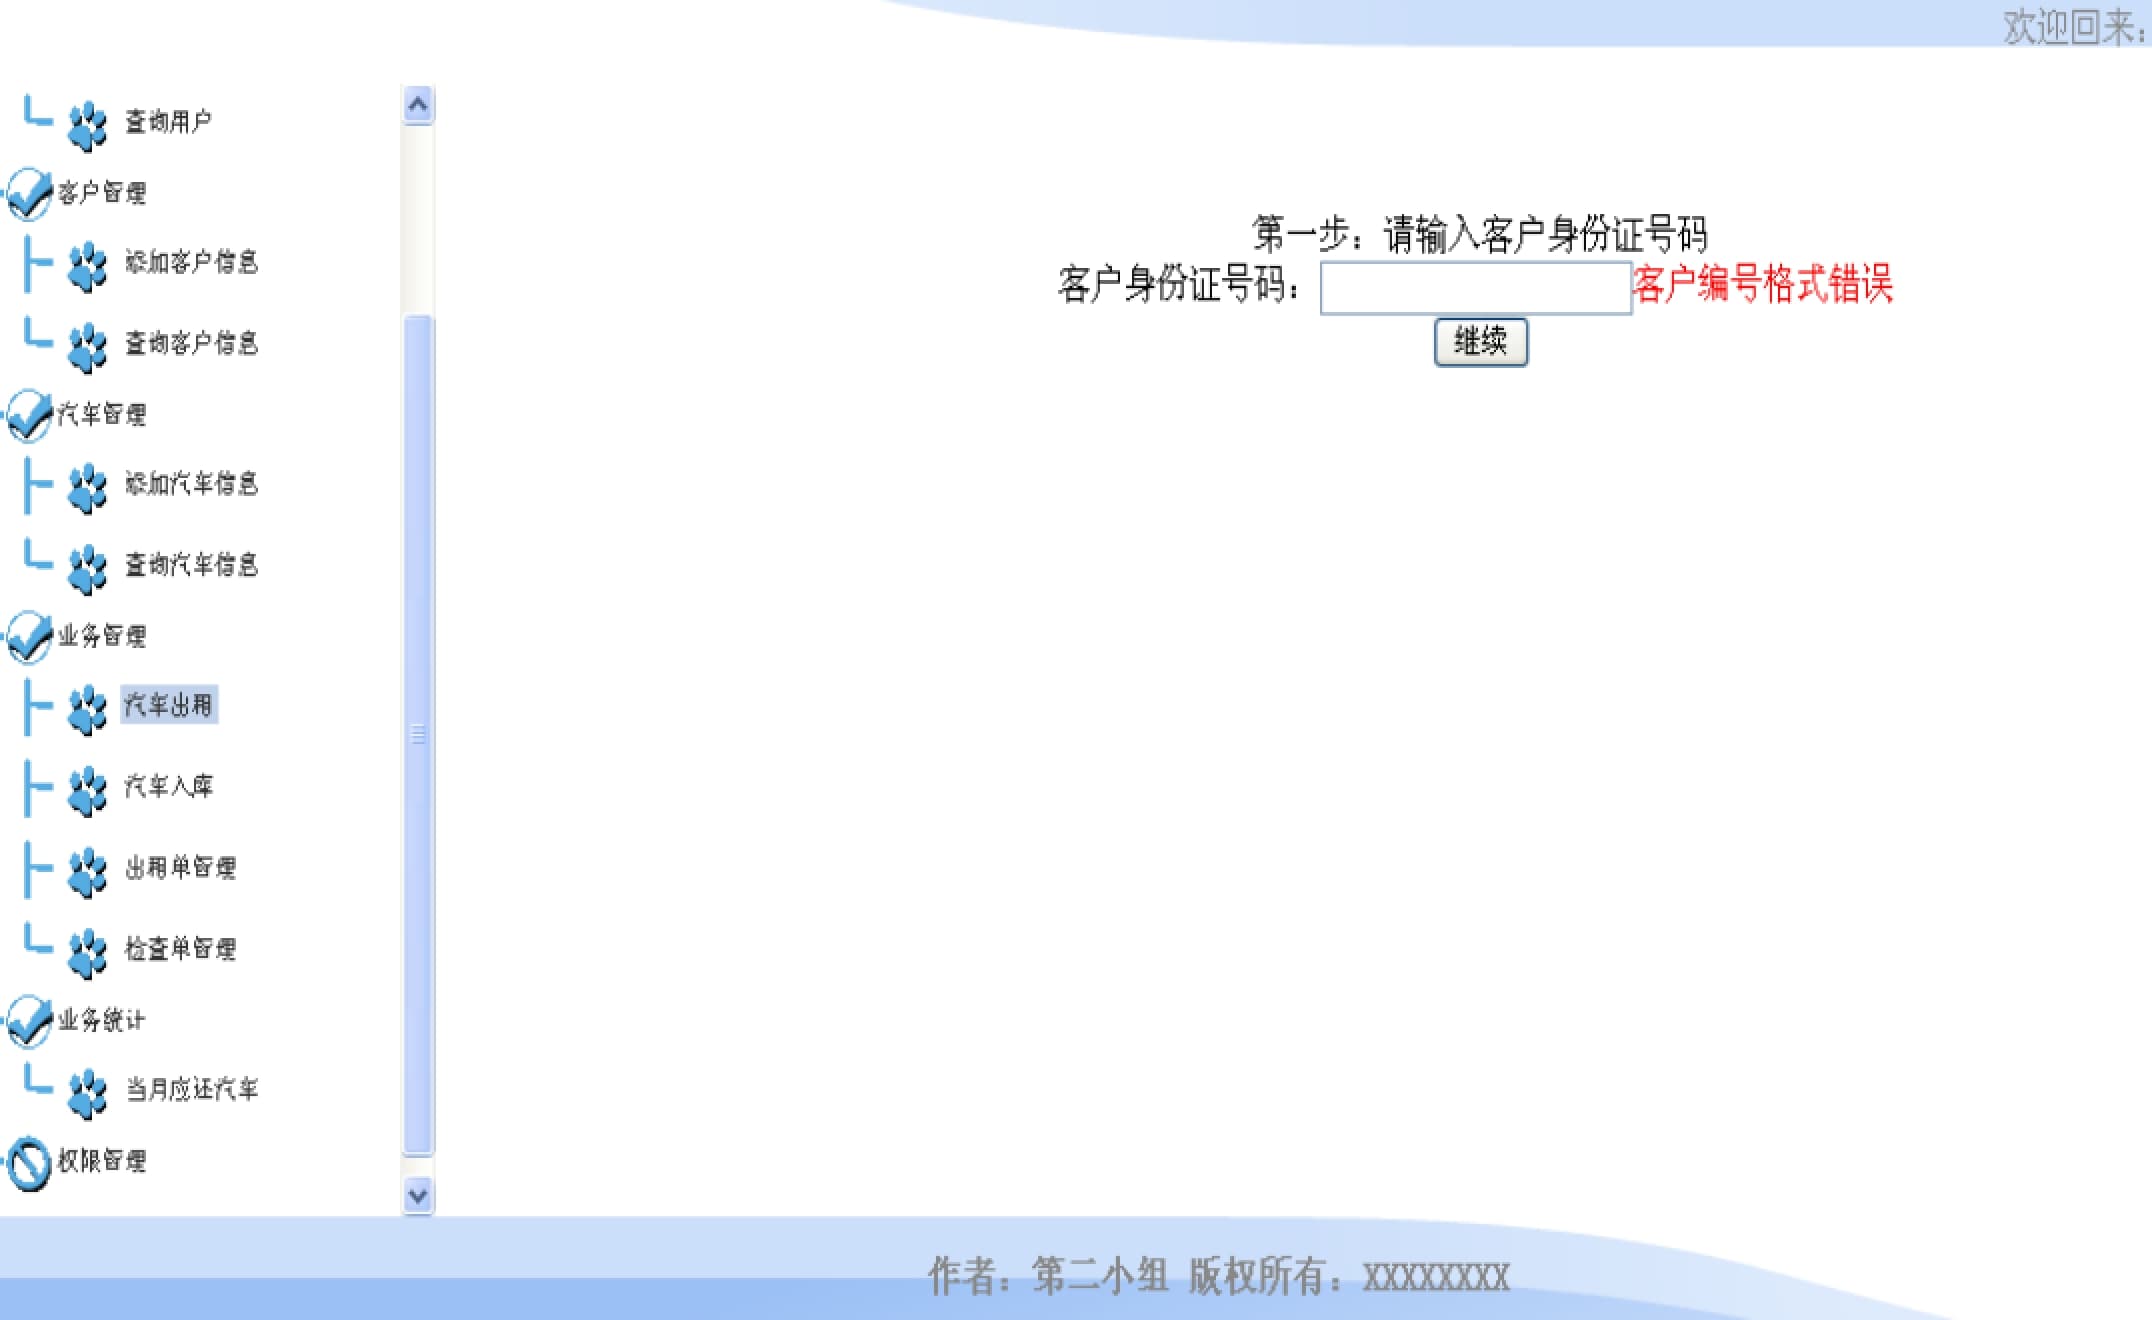 欢迎回来：
查询用户
客户管理
添加客户信息
查询客户信息
汽车管理
添加汽车信息
查询汽车信息
业务管理
汽车出租
汽车入库
出租单管理
检查单管理
业务统计
当月应还汽车
权限管理
第一步：请输入客户身份证号码
客户身份证号码：客户编号格式错误
继续
作者：第二小组 版权所有：XXXXXXXX